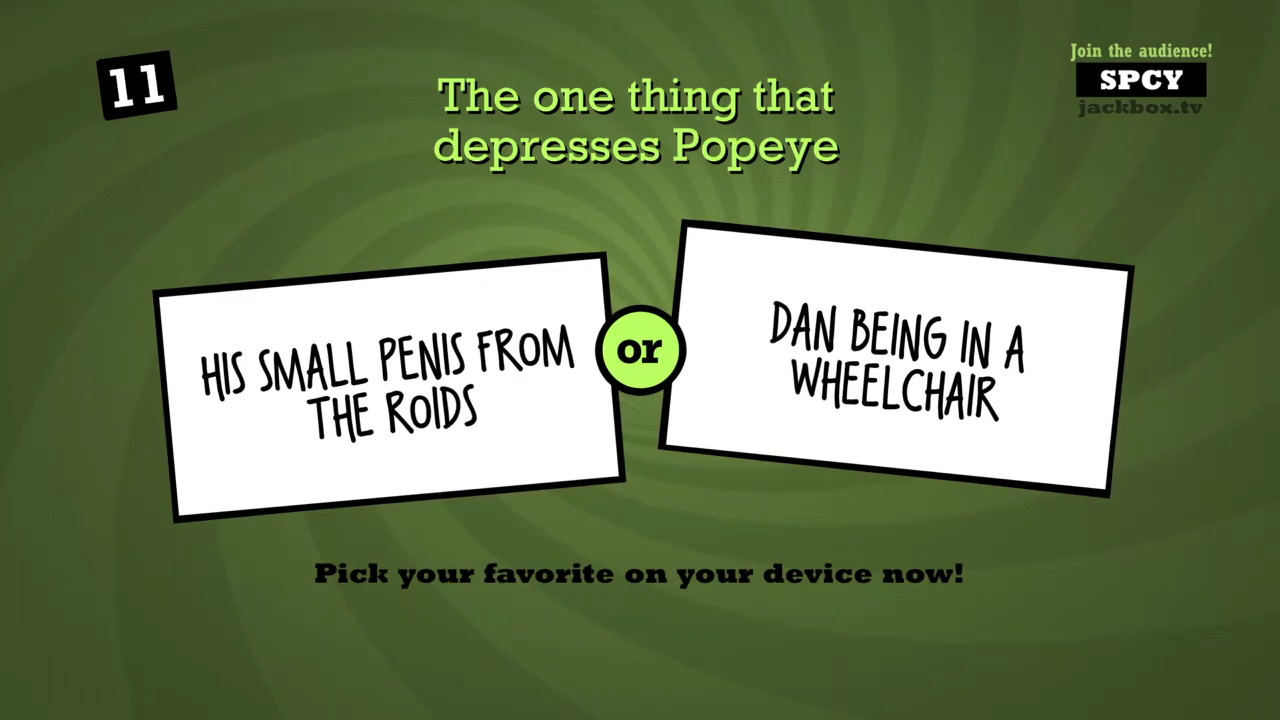 11
The one thing that
depresses Popeye
Join the audience!
SPCY
jackbox.tv
HIS SMALL PENIS FROM
THE ROIDS
or
DAN BEING IN A
WHEELCHAIR
Pick your favorite on your device now!